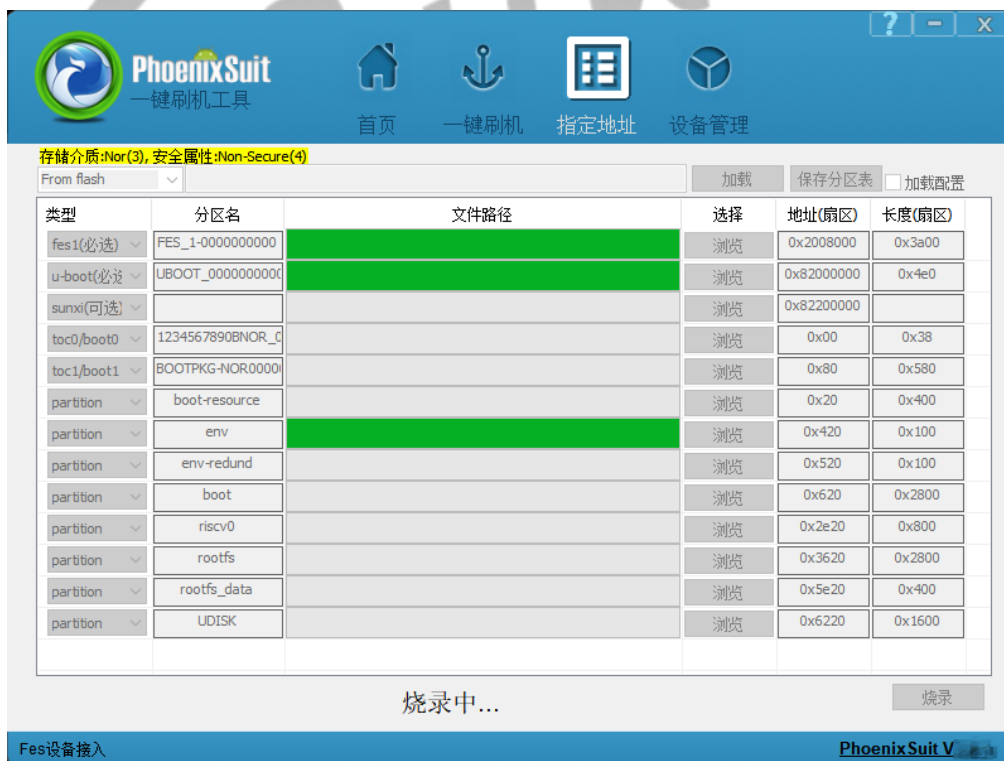 ? - X
PhoenixSuit
一键刷机工具
首页 一键刷机 指定地址 设备管理
存储介质:Nor(3), 安全属性:Non-Secure(4)
From flash 加载 保存分区表 加载配置
类型 分区名 文件路径 选择 地址(扇区) 长度(扇区)
fes1(必选) FES_1-0000000000 浏览 0x2008000 0x3a00
u-boot(必选 UBOOT_0000000000 浏览 0x82000000 0x4e0
sunxi(可选) 浏览 0x82200000
toc0/boot0 1234567890BNOR_0 浏览 0x00 0x38
toc1/boot1 BOOTPKG-NOR00000 浏览 0x80 0x580
partition boot-resource 浏览 0x20 0x400
partition env 浏览 0x420 0x100
partition env-redund 浏览 0x520 0x100
partition boot 浏览 0x620 0x2800
partition riscv0 浏览 0x2e20 0x800
partition rootfs 浏览 0x3620 0x2800
partition rootfs_data 浏览 0x5e20 0x400
partition UDISK 浏览 0x6220 0x1600
烧录中... 烧录
Fes设备接入 PhoenixSuit V